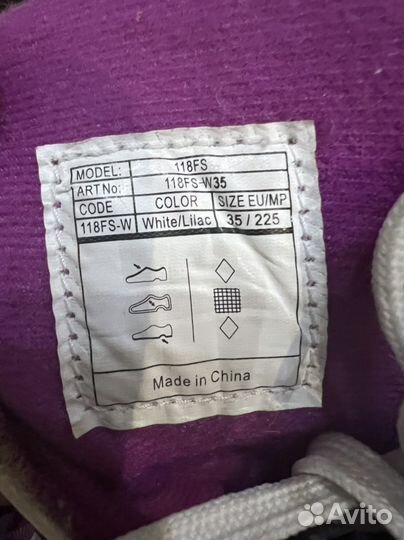 MODEL: 118FS
ART No: 118FS-W35
CODE COLOR SIZE EU/MP
118FS-W White/Lilac 35 / 225
Made in China
Avito